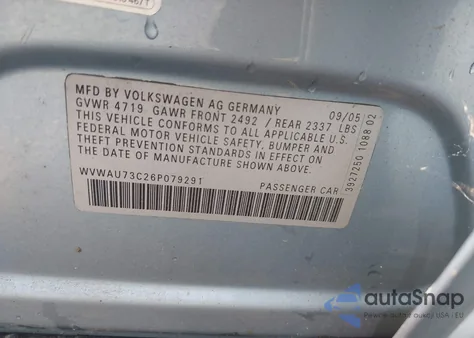 MFD BY VOLKSWAGEN AG GERMANY 09/05
GVWR 4719 GAWR FRONT 2492 / REAR 2337 LBS
THIS VEHICLE CONFORMS TO ALL APPLICABLE U.S.
FEDERAL MOTOR VEHICLE SAFETY, BUMPER AND
THEFT PREVENTION STANDARDS IN EFFECT ON
DATE OF MANUFACTURE SHOWN ABOVE.
WVWAU73C26P079291 PASSENGER CAR
3927250 1088 02
autoSnap